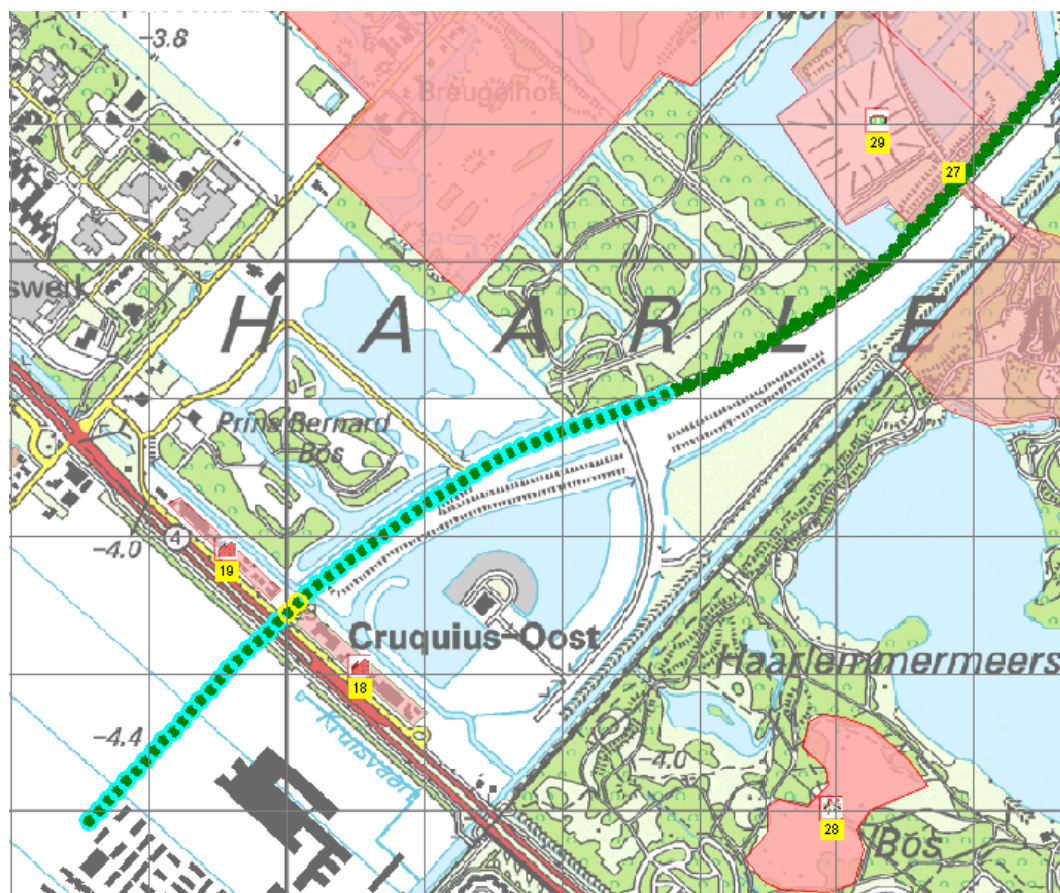 −3.8
Breugelhof
29
27
swerk
H A A R L E
Prins Bernard
Bos
4
−4.0
19
Cruquius-Oost
18
Haarlemmermeers
Kruisvaart
−4.4
−4.0
28
Bos